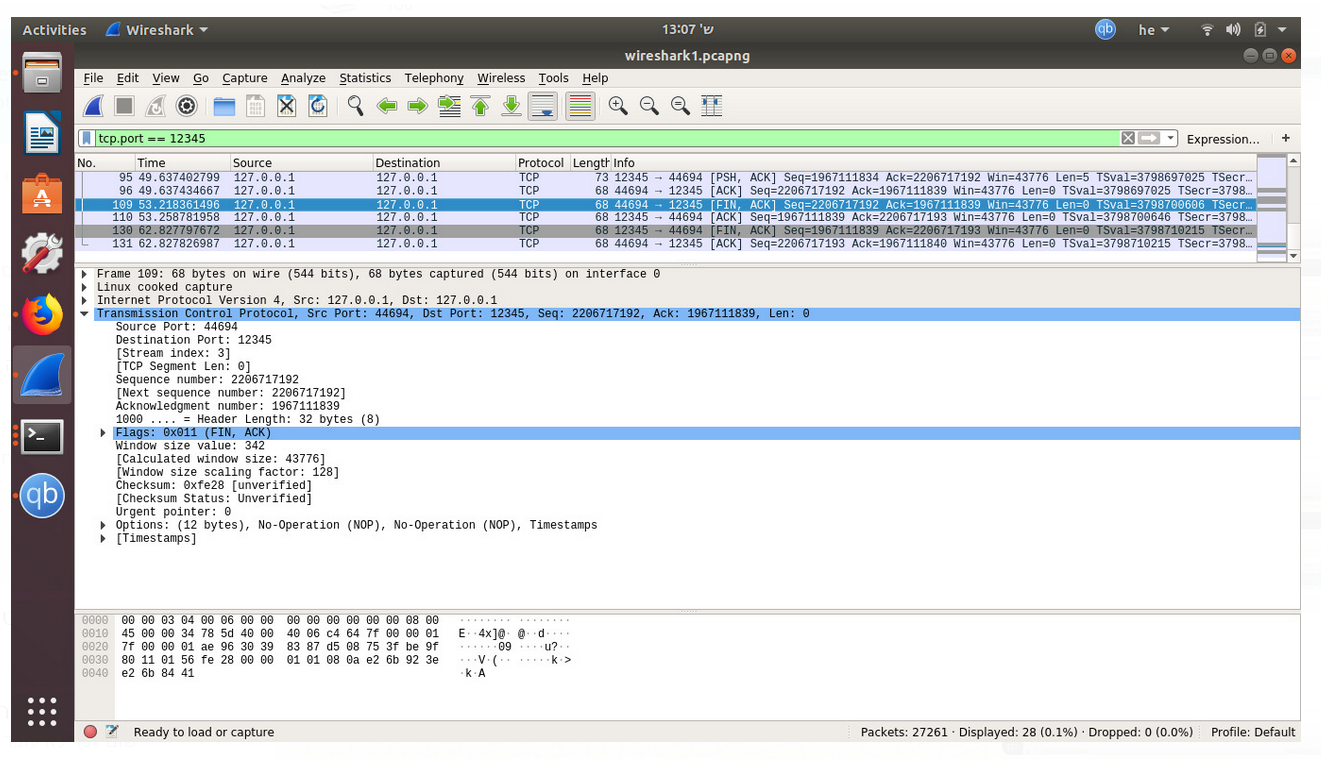 Activities Wireshark 13:07 'ש he
wireshark1.pcapng
File Edit View Go Capture Analyze Statistics Telephony Wireless Tools Help
tcp.port == 12345 Expression… +
No. Time Source Destination Protocol Length Info
95 49.637402799 127.0.0.1 127.0.0.1 TCP 73 12345 → 44694 [PSH, ACK] Seq=1967111834 Ack=2206717192 Win=43776 Len=5 TSval=3798697025 TSecr…
96 49.637434667 127.0.0.1 127.0.0.1 TCP 68 44694 → 12345 [ACK] Seq=2206717192 Ack=1967111839 Win=43776 Len=0 TSval=3798697025 TSecr=3798…
109 53.218361496 127.0.0.1 127.0.0.1 TCP 68 44694 → 12345 [FIN, ACK] Seq=2206717192 Ack=1967111839 Win=43776 Len=0 TSval=3798700606 TSecr…
110 53.258781958 127.0.0.1 127.0.0.1 TCP 68 12345 → 44694 [ACK] Seq=1967111839 Ack=2206717193 Win=43776 Len=0 TSval=3798700646 TSecr=3798…
130 62.827797672 127.0.0.1 127.0.0.1 TCP 68 12345 → 44694 [FIN, ACK] Seq=1967111839 Ack=2206717193 Win=43776 Len=0 TSval=3798710215 TSecr…
131 62.827826987 127.0.0.1 127.0.0.1 TCP 68 44694 → 12345 [ACK] Seq=2206717193 Ack=1967111840 Win=43776 Len=0 TSval=3798710215 TSecr=3798…
Frame 109: 68 bytes on wire (544 bits), 68 bytes captured (544 bits) on interface 0
Linux cooked capture
Internet Protocol Version 4, Src: 127.0.0.1, Dst: 127.0.0.1
Transmission Control Protocol, Src Port: 44694, Dst Port: 12345, Seq: 2206717192, Ack: 1967111839, Len: 0
Source Port: 44694
Destination Port: 12345
[Stream index: 3]
[TCP Segment Len: 0]
Sequence number: 2206717192
[Next sequence number: 2206717192]
Acknowledgment number: 1967111839
1000 .... = Header Length: 32 bytes (8)
Flags: 0x011 (FIN, ACK)
Window size value: 342
[Calculated window size: 43776]
[Window size scaling factor: 128]
Checksum: 0xfe28 [unverified]
[Checksum Status: Unverified]
Urgent pointer: 0
Options: (12 bytes), No-Operation (NOP), No-Operation (NOP), Timestamps
[Timestamps]
0000 00 00 03 04 00 06 00 00 00 00 00 00 00 00 08 00 ········ ········
0010 45 00 00 34 78 5d 40 00 40 06 c4 64 7f 00 00 01 E··4x]@· @··d····
0020 7f 00 00 01 ae 96 30 39 83 87 d5 08 75 3f be 9f ······09 ····u?··
0030 80 11 01 56 fe 28 00 00 01 01 08 0a e2 6b 92 3e ···V·(·· ·····k·>
0040 e2 6b 84 41 ·k·A
Ready to load or capture Packets: 27261 · Displayed: 28 (0.1%) · Dropped: 0 (0.0%) Profile: Default
qb